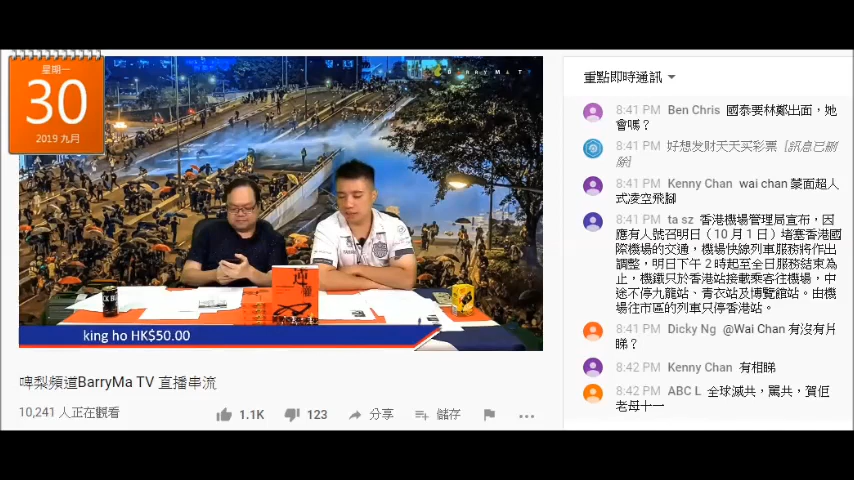 星期一
30
2019 九月
BARRYMATV
逆權
king ho HK$50.00
啤梨頻道BarryMa TV 直播串流
10,241 人正在觀看
1.1K
123
分享
儲存
重點即時通訊
8:41 PM Ben Chris 國泰要林鄭出面，她
會嗎？
8:41 PM 好想发财天天买彩票 [訊息已刪
除]
8:41 PM Kenny Chan wai chan 蒙面超人
式凌空飛腳
8:41 PM ta sz 香港機場管理局宣布，因
應有人號召明日（10 月 1 日）堵塞香港國
際機場的交通，機場快線列車服務將作出
調整，明日下午 2 時起至全日服務結束為
止，機鐵只於香港站接載乘客往機場，中
途不停九龍站、青衣站及博覽館站。由機
場往市區的列車只停香港站。
8:41 PM Dicky Ng @Wai Chan 有沒有片
睇？
8:42 PM Kenny Chan 有相睇
8:42 PM ABC L 全球滅共，罵共，賀佢
老母十一